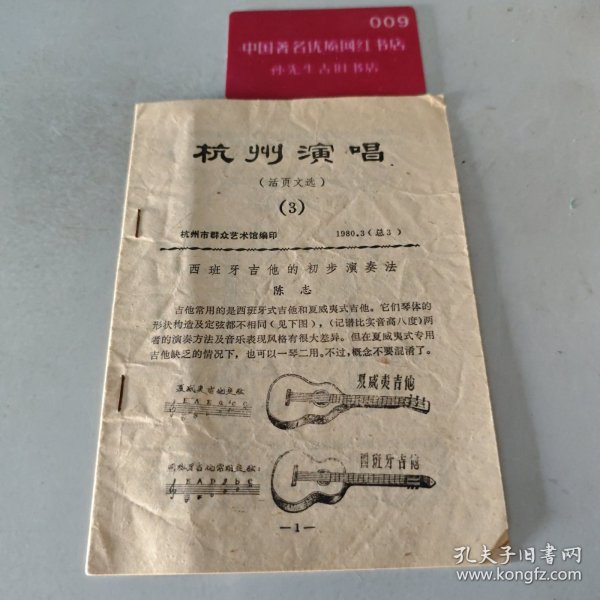 009
中国著名优质网红书店
孙先生古旧书店
杭州演唱
（活页文选）
（3）
杭州市群众艺术馆编印 1980.3（总3）
西班牙吉他的初步演奏法
陈志
吉他常用的是西班牙式吉他和夏威夷式吉他。它们琴体的
形状构造及定弦都不相同（见下图），（记谱比实音高八度）两
者的演奏方法及音乐表现风格有很大差异。但在夏威夷式专用
吉他缺乏的情况下，也可以一琴二用。不过，概念不要混淆了。
夏威夷吉他
西班牙吉他
—1—
孔夫子旧书网
www.kongfz.com